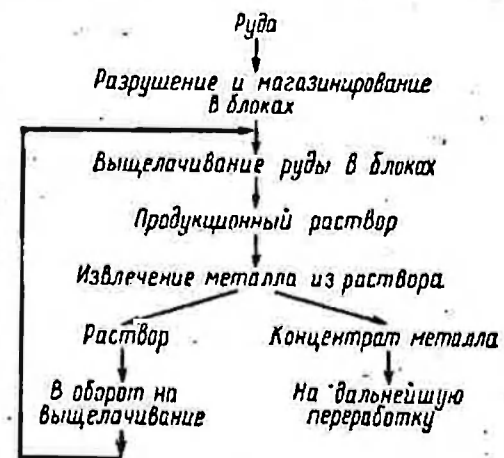 Руда
Разрушение и магазинирование
в блоках
Выщелачивание руды в блоках
Продукционный раствор
Извлечение металла из раствора
Раствор
Концентрат металла
В оборот на
выщелачивание
На дальнейшую
переработку